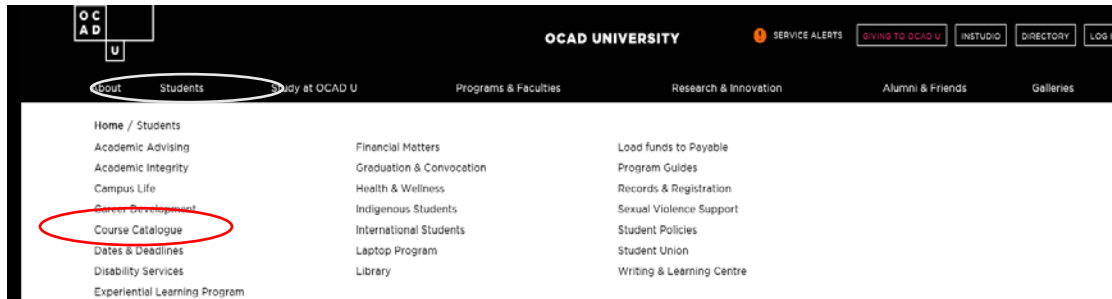 OC
AD
U
OCAD UNIVERSITY
! SERVICE ALERTS
GIVING TO OCAD U
INSTUDIO
DIRECTORY
About Students Study at OCAD U Programs & Faculties Research & Innovation Alumni & Friends Galleries
Home / Students
Academic Advising
Academic Integrity
Campus Life
Career Development
Course Catalogue
Dates & Deadlines
Disability Services
Experiential Learning Program
Financial Matters
Graduation & Convocation
Health & Wellness
Indigenous Students
International Students
Laptop Program
Library
Load funds to Payable
Program Guides
Records & Registration
Sexual Violence Support
Student Policies
Student Union
Writing & Learning Centre